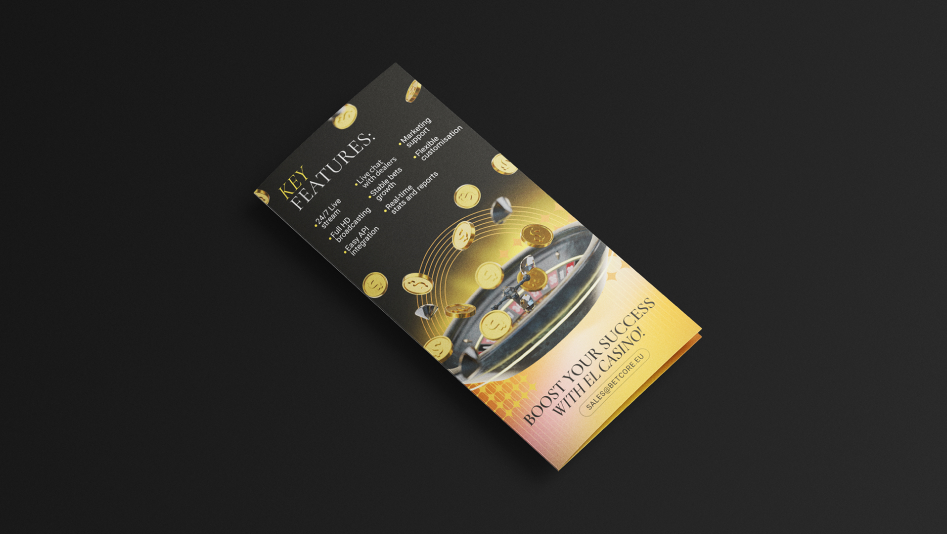 KEY
FEATURES:
• 24/7 Live
stream
• Full HD
broadcasting
• Easy API
integration
• Live chat
with dealers
• Stable bets
growth
• Real-time
stats and reports
• Marketing
support
• Flexible
customisation
BOOST YOUR SUCCESS
WITH EL CASINO!
SALES@BETCORE.EU